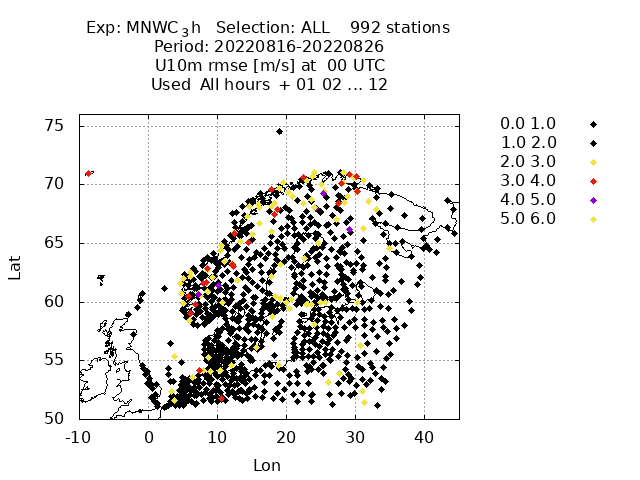 Exp: MNWC_3h Selection: ALL 992 stations
Period: 20220816-20220826
U10m rmse [m/s] at 00 UTC
Used All hours + 01 02 ... 12
75
70
65
60
55
50
Lat
-10 0 10 20 30 40
Lon
0.0 1.0
1.0 2.0
2.0 3.0
3.0 4.0
4.0 5.0
5.0 6.0